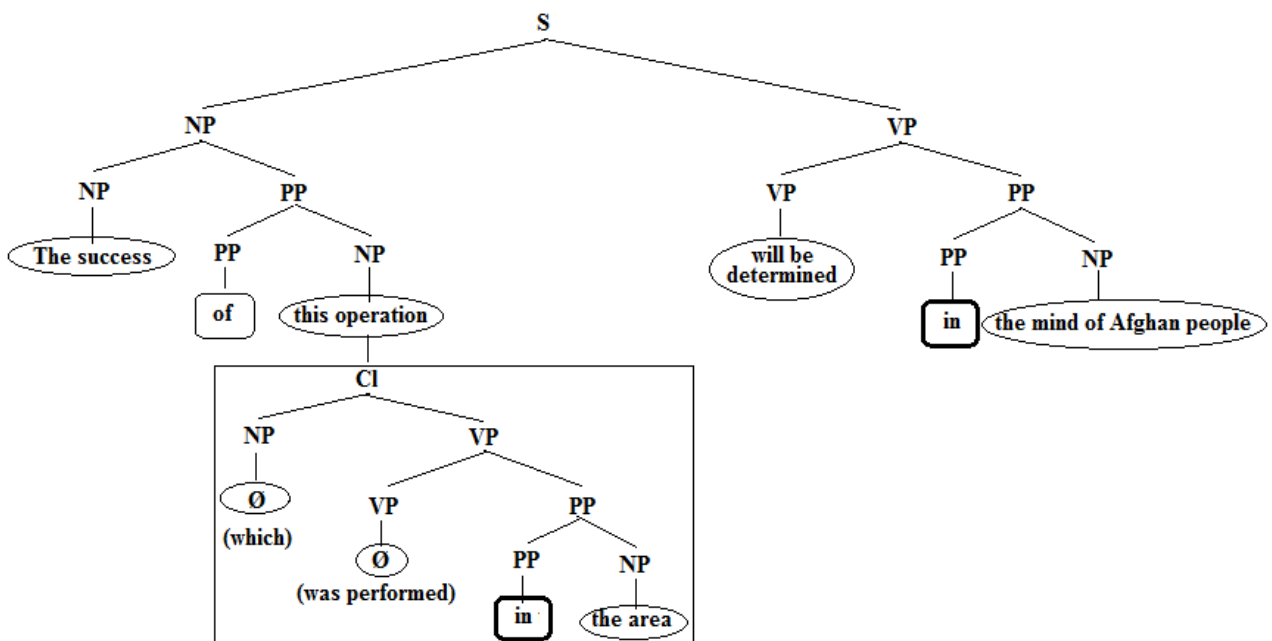 S
NP VP
NP PP VP PP
The success PP NP will be determined PP NP
of this operation in the mind of Afghan people
Cl
NP VP
Ø VP PP
(which) Ø PP NP
(was performed) in the area